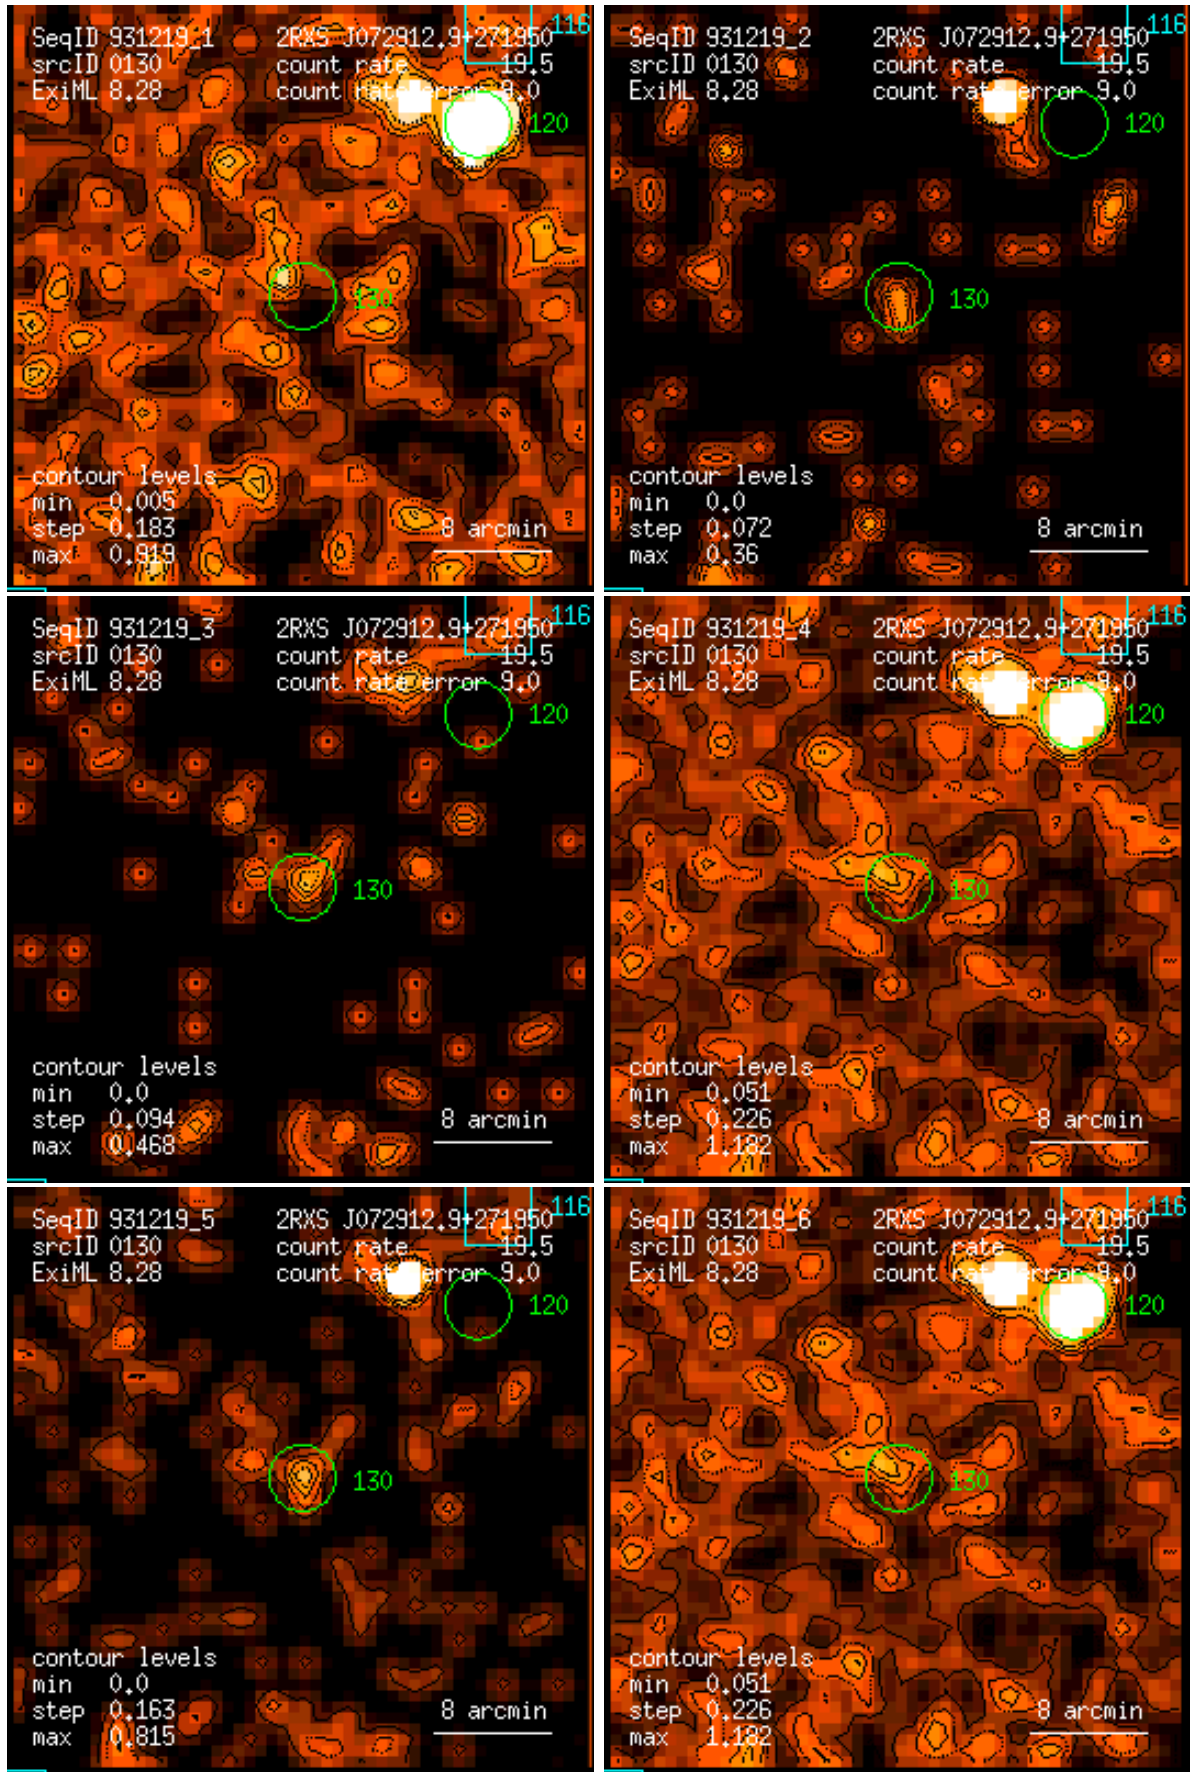 SeqID 931219_1 2RXS J072912.9+271950 116
srcID 0130 count rate 19.5
ExiML 8.28 count rate error 9.0
120
130
contour levels
min 0.005
step 0.183 8 arcmin
max 0.919
SeqID 931219_2 2RXS J072912.9+271950 116
srcID 0130 count rate 19.5
ExiML 8.28 count rate error 9.0
120
130
contour levels
min 0.0
step 0.072 8 arcmin
max 0.36
SeqID 931219_3 2RXS J072912.9+271950 116
srcID 0130 count rate 19.5
ExiML 8.28 count rate error 9.0
120
130
contour levels
min 0.0
step 0.094 8 arcmin
max 0.468
SeqID 931219_4 2RXS J072912.9+271950 116
srcID 0130 count rate 19.5
ExiML 8.28 count rate error 9.0
120
130
contour levels
min 0.051
step 0.226 8 arcmin
max 1.182
SeqID 931219_5 2RXS J072912.9+271950 116
srcID 0130 count rate 19.5
ExiML 8.28 count rate error 9.0
120
130
contour levels
min 0.0
step 0.163 8 arcmin
max 0.815
SeqID 931219_6 2RXS J072912.9+271950 116
srcID 0130 count rate 19.5
ExiML 8.28 count rate error 9.0
120
130
contour levels
min 0.051
step 0.226 8 arcmin
max 1.182